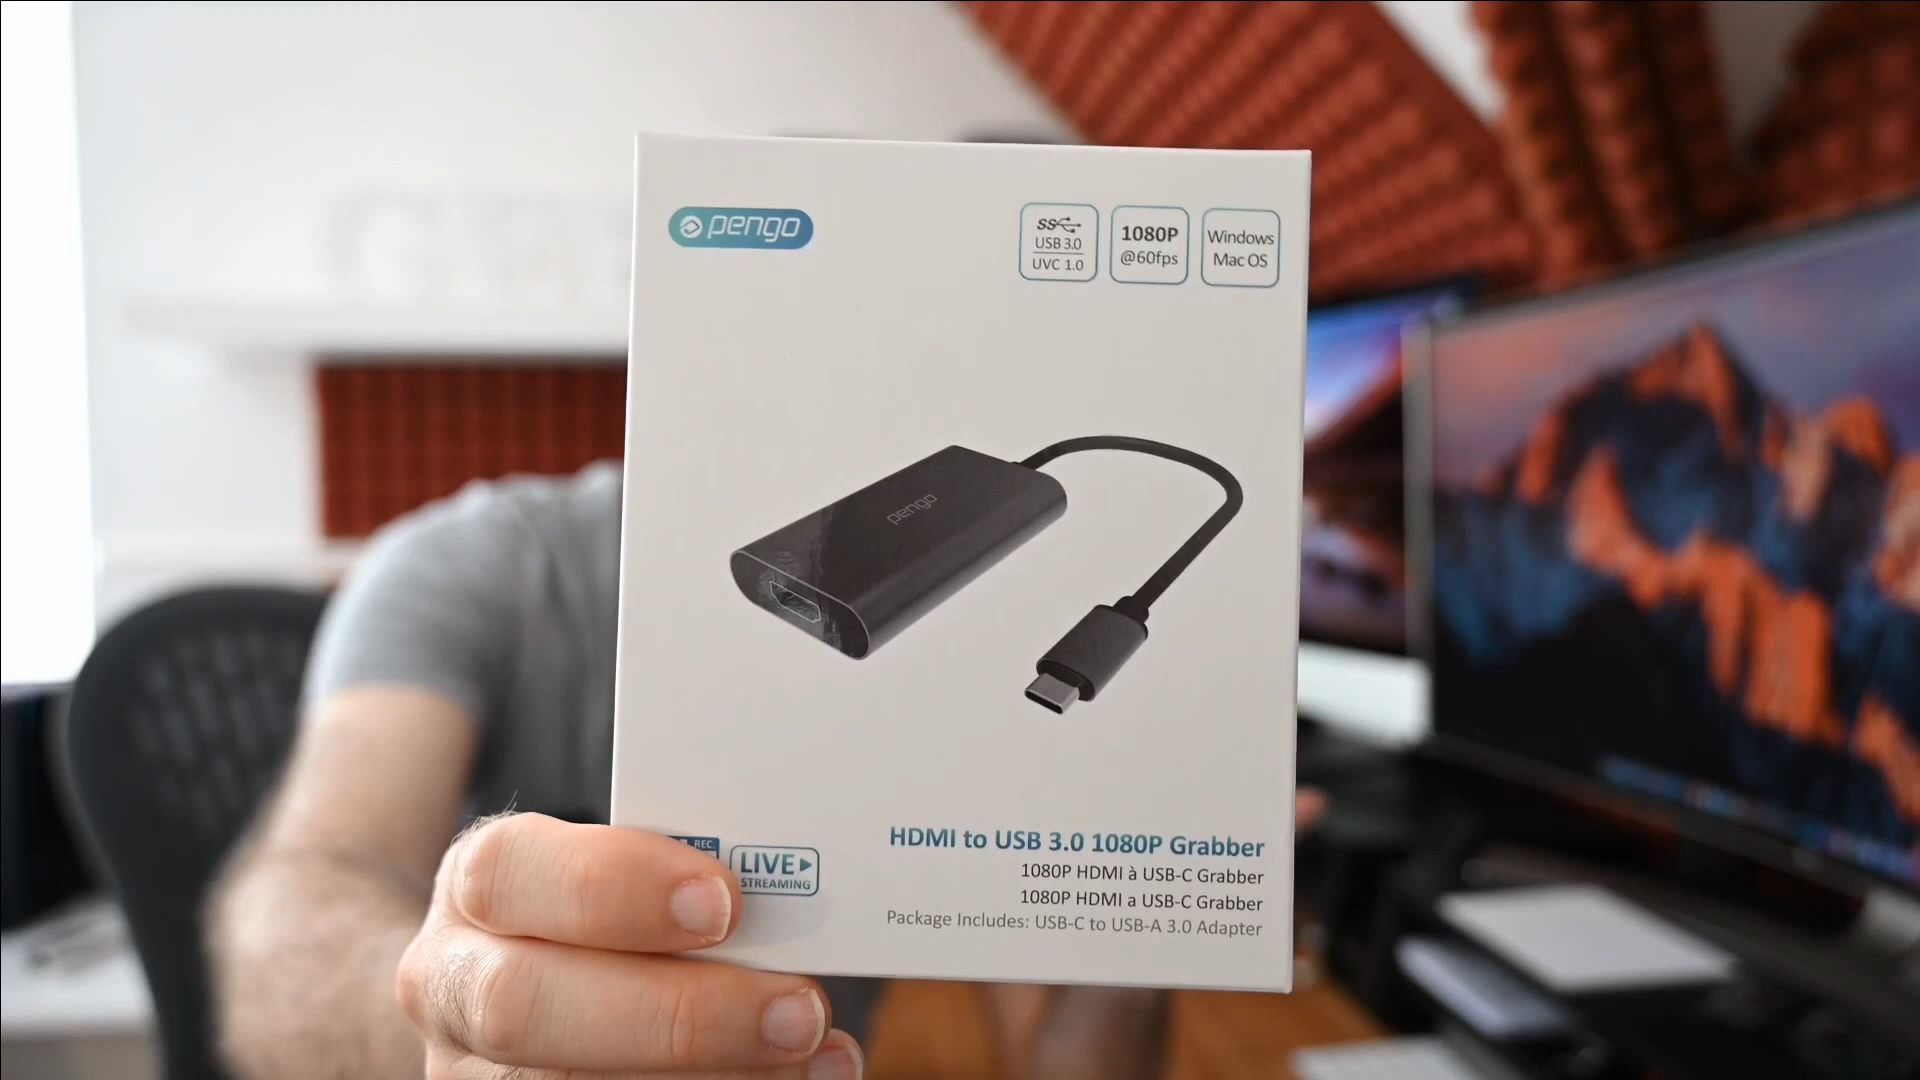 pengo
SS
USB 3.0
UVC 1.0
1080P
@60fps
Windows
Mac OS
pengo
REC.
LIVE
STREAMING
HDMI to USB 3.0 1080P Grabber
1080P HDMI à USB-C Grabber
1080P HDMI a USB-C Grabber
Package Includes: USB-C to USB-A 3.0 Adapter